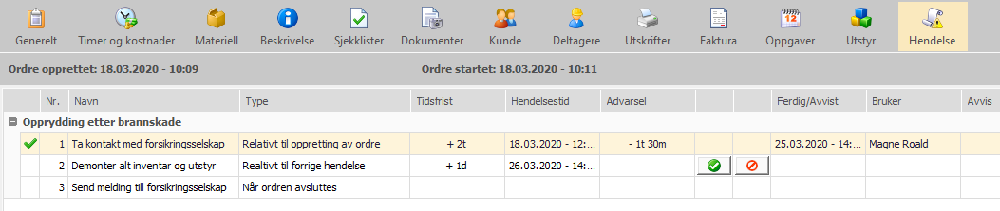 Generelt Timer og kostnader Materiell Beskrivelse Sjekklister Dokumenter Kunde Deltagere Utskrifter Faktura Oppgaver Utstyr Hendelse
Ordre opprettet: 18.03.2020 - 10:09 Ordre startet: 18.03.2020 - 10:11
Nr. Navn Type Tidsfrist Hendelsestid Advarsel Ferdig/Avvist Bruker Avvis
Opprydding etter brannskade
1 Ta kontakt med forsikringsselskap Relativt til oppretting av ordre + 2t 18.03.2020 - 12:... - 1t 30m 25.03.2020 - 14:... Magne Roald
2 Demonter alt inventar og utstyr Realtivt til forrige hendelse + 1d 26.03.2020 - 14:...
3 Send melding till forsikringsselskap Når ordren avsluttes